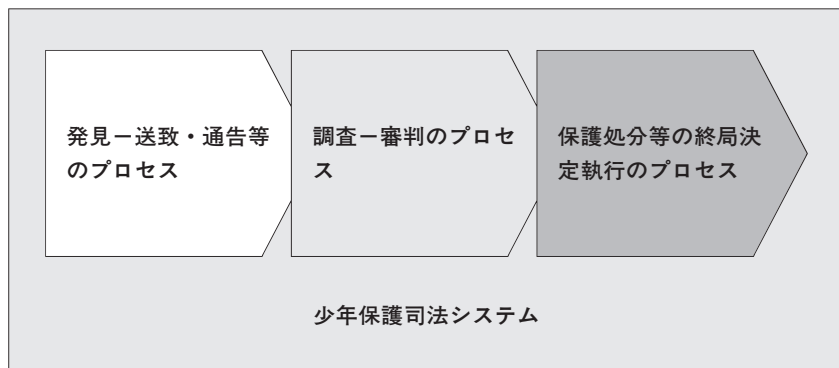 発見－送致・通告等
のプロセス
調査－審判のプロセ
ス
保護処分等の終局決
定執行のプロセス
少年保護司法システム